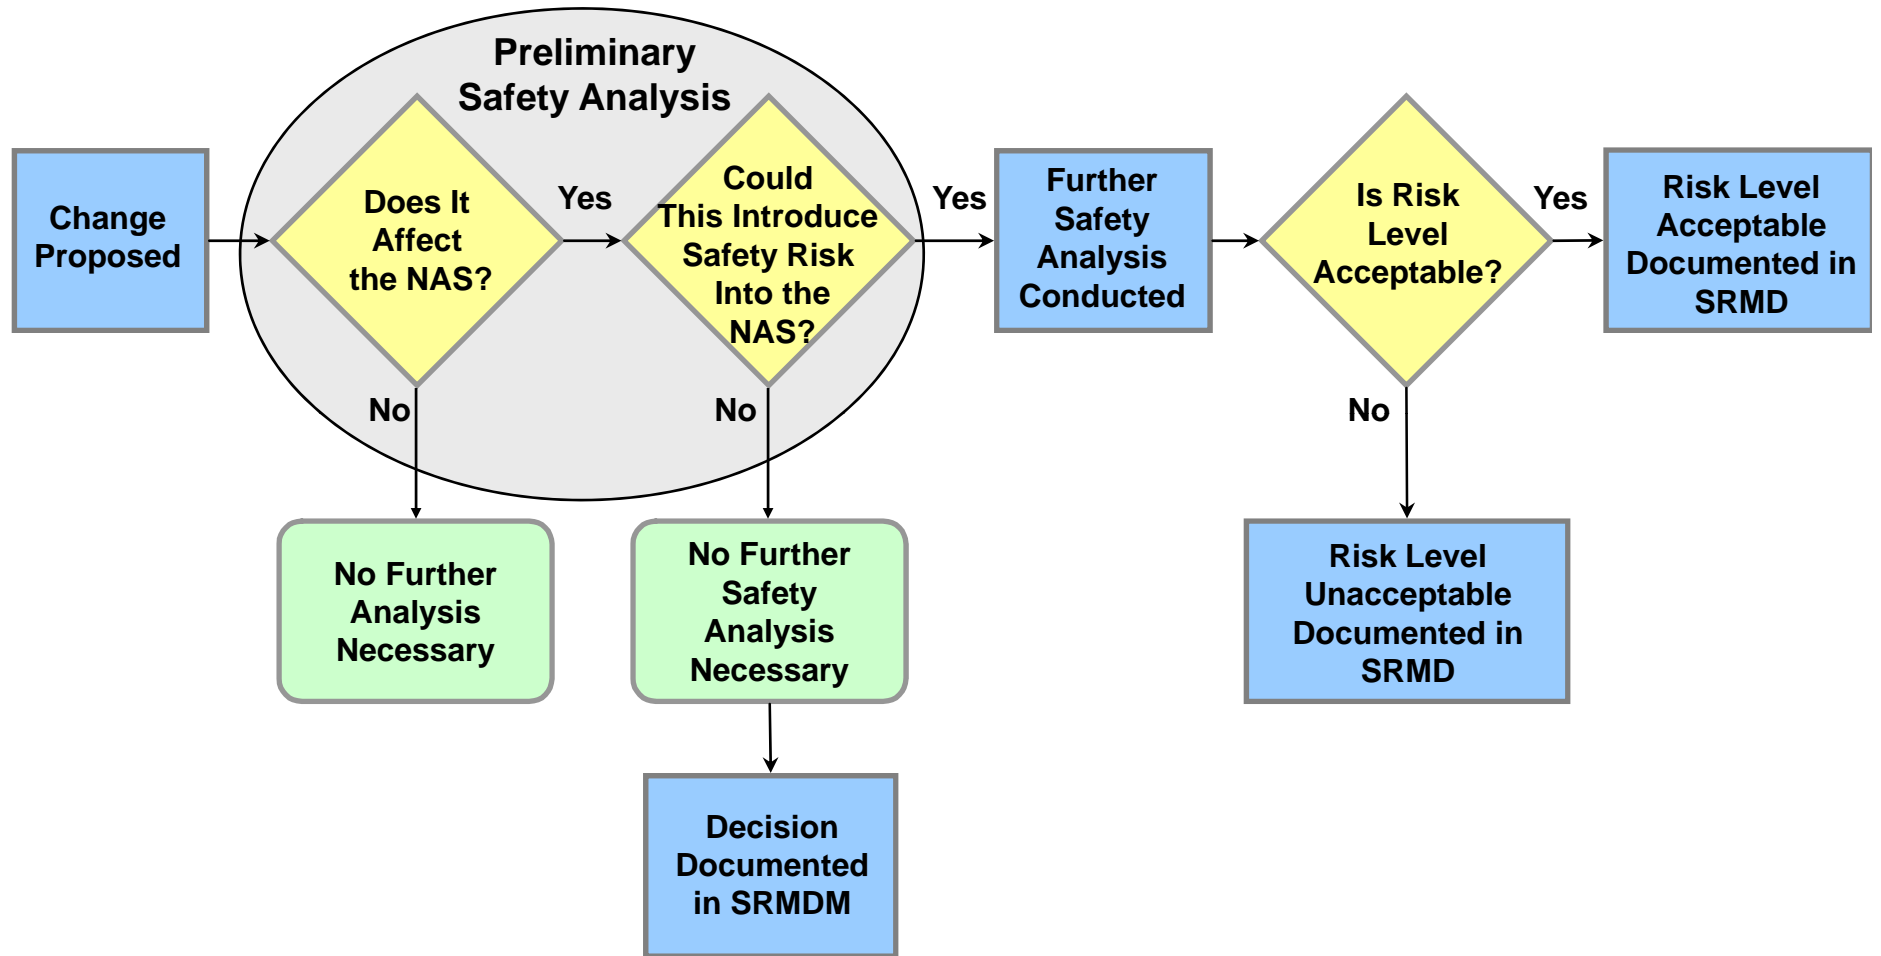 Preliminary
Safety Analysis
Change
Proposed
Does It
Affect
the NAS?
Yes
No
Could
This Introduce
Safety Risk
Into the
NAS?
Yes
No
Further
Safety
Analysis
Conducted
Is Risk
Level
Acceptable?
Yes
No
Risk Level
Acceptable
Documented in
SRMD
No Further
Analysis
Necessary
No Further
Safety
Analysis
Necessary
Risk Level
Unacceptable
Documented in
SRMD
Decision
Documented
in SRMDM